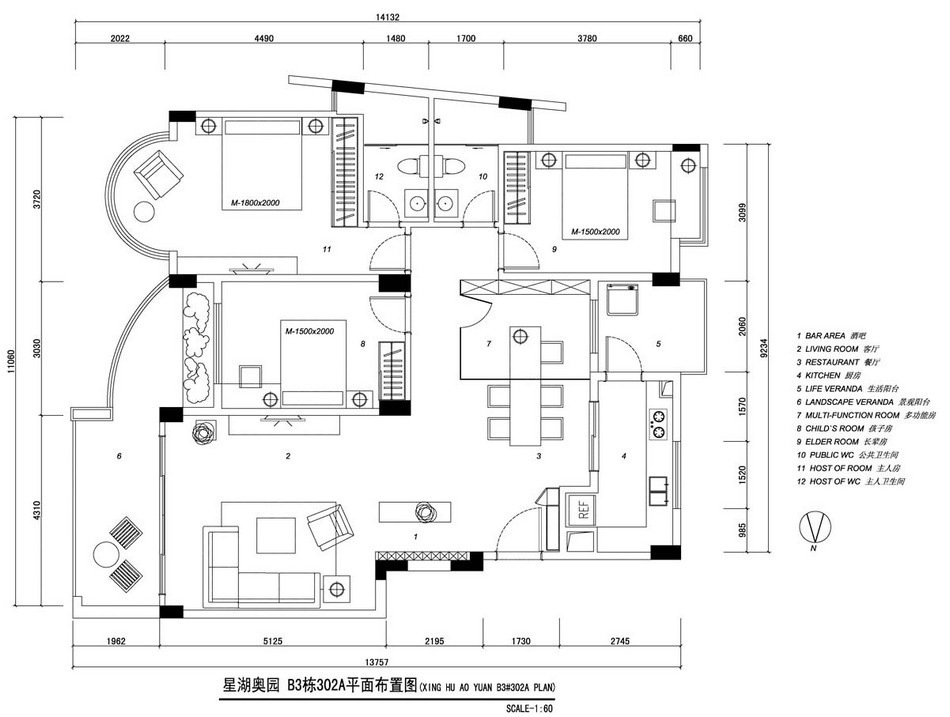 14132
2022 4490 1480 1700 3780 660
12 10
M-1800x2000
M-1500x2000
3720
3099
11 9
11060
3030
M-1500x2000
8 7 5
2060
9234
1 BAR AREA 酒吧
2 LIVING ROOM 客厅
3 RESTAURANT 餐厅
4 KITCHEN 厨房
5 LIFE VERANDA 生活阳台
6 LANDSCAPE VERANDA 景观阳台
7 MULTI-FUNCTION ROOM 多功能房
8 CHILD`S ROOM 孩子房
9 ELDER ROOM 长辈房
10 PUBLIC WC 公共卫生间
11 HOST OF ROOM 主人房
12 HOST OF WC 主人卫生间
1570
6 2 3 4
1520
4310
REF
985
1
N
1962 5125 2195 1730 2745
13757
星湖奥园 B3栋302A平面布置图(XING HU AO YUAN B3#302A PLAN)
SCALE-1:60